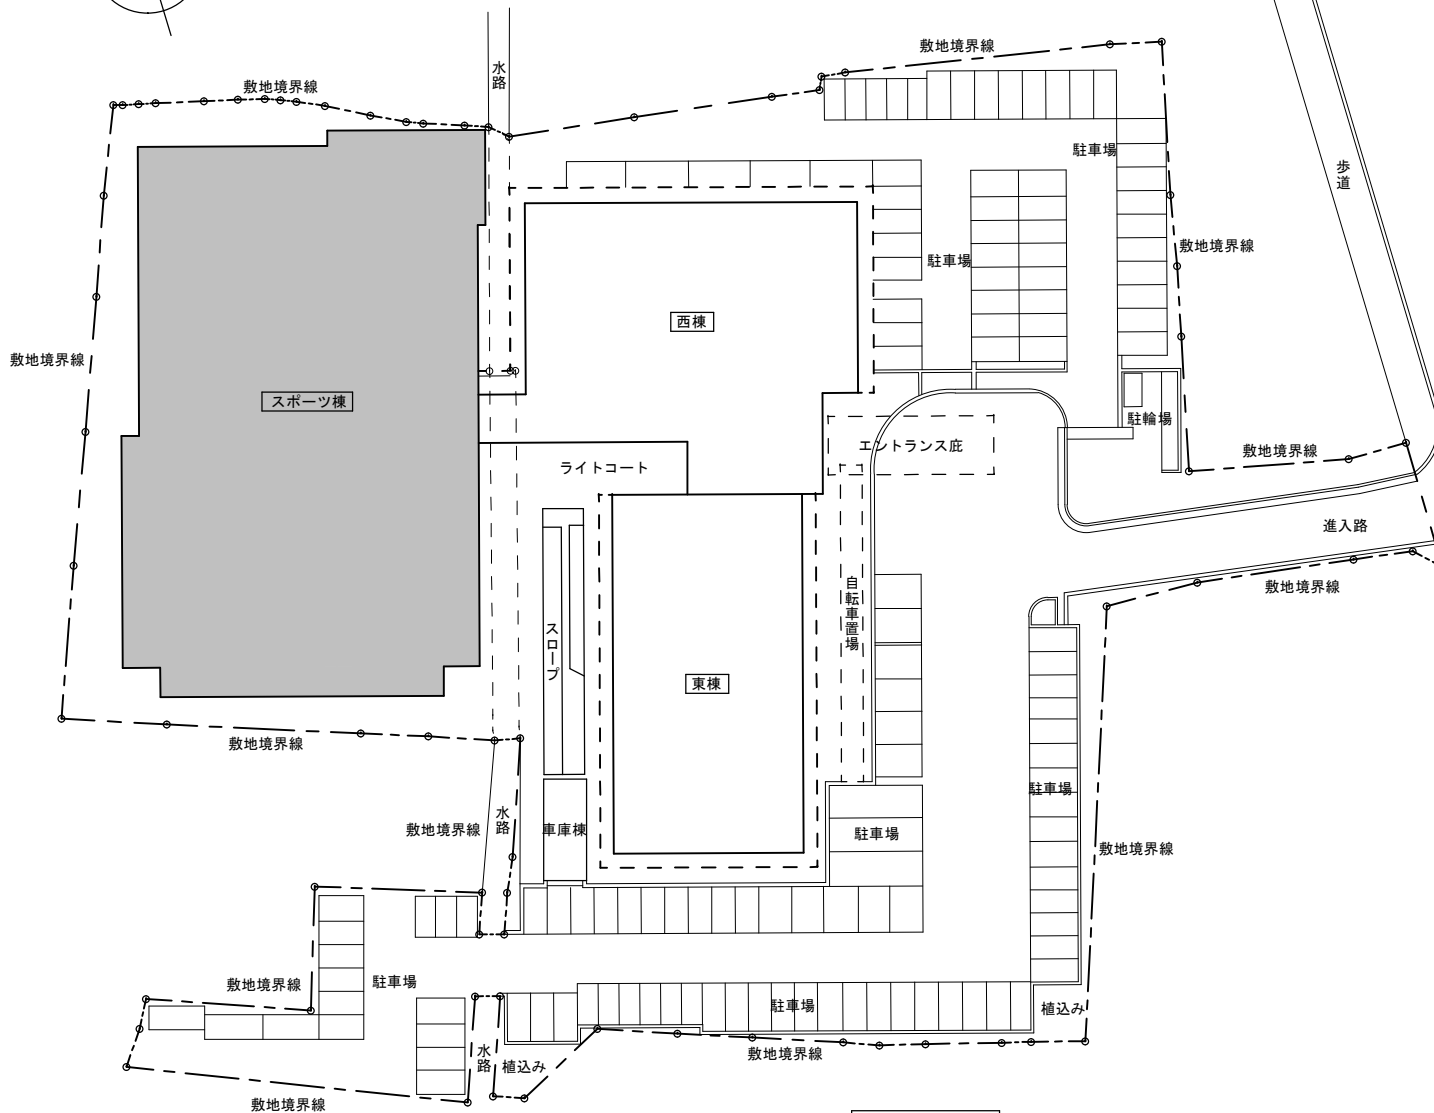 敷地境界線
水路
敷地境界線
駐車場
歩道
敷地境界線
駐車場
西棟
敷地境界線
スポーツ棟
駐輪場
エントランス庇
敷地境界線
ライトコート
進入路
自転車置場
敷地境界線
スロープ
東棟
敷地境界線
駐車場
水路
敷地境界線
車庫棟
駐車場
敷地境界線
敷地境界線
駐車場
駐車場
植込み
水路
植込み
敷地境界線
敷地境界線